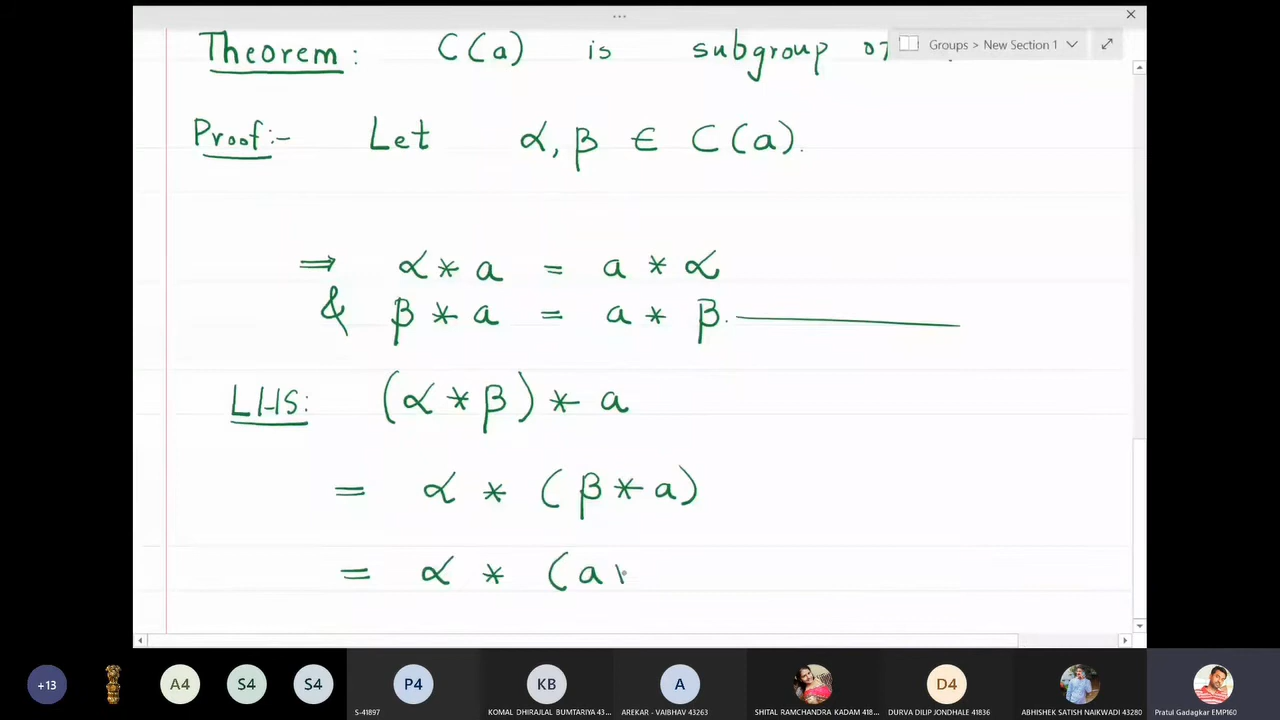 Theorem: C(a) is subgroup of
Groups > New Section 1
Proof:- Let α, β ∈ C(a).
⇒ α * a = a * α
& β * a = a * β.
LHS: (α * β) * a
= α * (β * a)
= α * (a
+13
A4
S4
S4
P4
KB
A
D4
S-41897
KOMAL DHIRAJLAL BUMTARIYA 43...
AREKAR - VAIBHAV 43263
SHITAL RAMCHANDRA KADAM 418...
DURVA DILIP JONDHALE 41836
ABHISHEK SATISH NAIKWADI 43280
Pratul Gadagkar EMP160